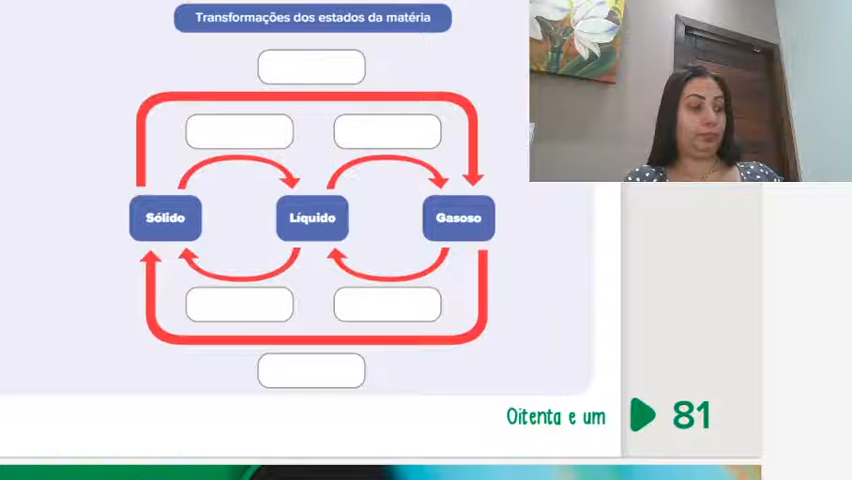 Transformações dos estados da matéria
Sólido
Líquido
Gasoso
Oitenta e um
81